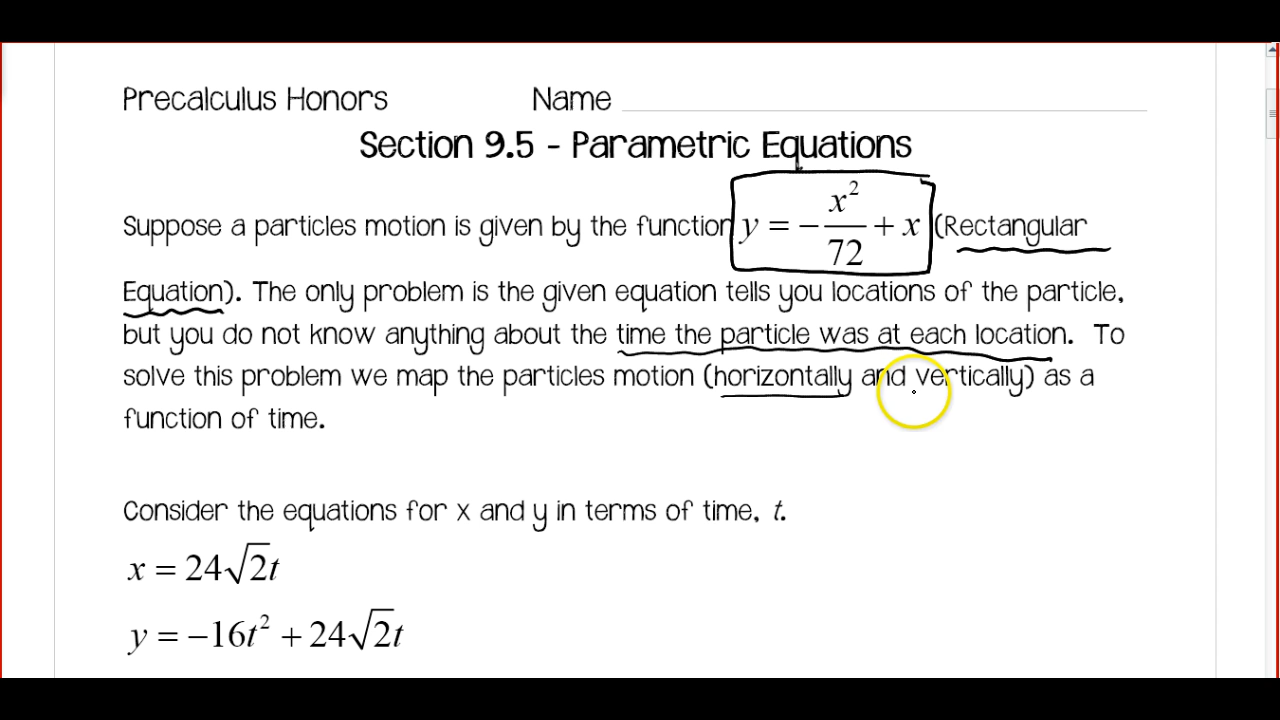 Precalculus Honors Name
Section 9.5 - Parametric Equations
Suppose a particles motion is given by the function y = -x²/72 + x (Rectangular
Equation). The only problem is the given equation tells you locations of the particle,
but you do not know anything about the time the particle was at each location. To
solve this problem we map the particles motion (horizontally and vertically) as a
function of time.
Consider the equations for x and y in terms of time, t.
x = 24√2t
y = −16t² + 24√2t